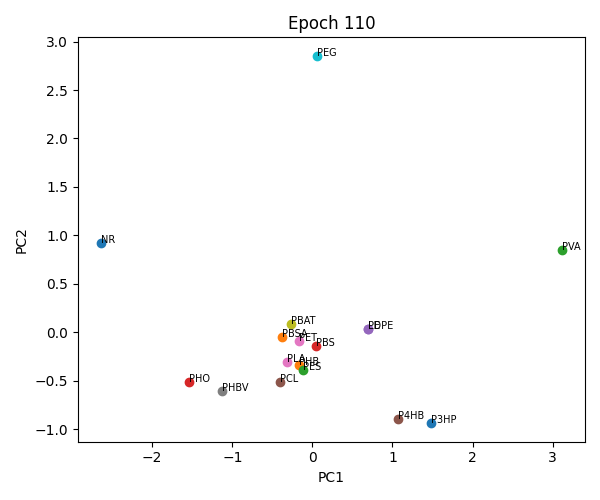 Epoch 110
3.0
2.5
2.0
1.5
1.0
0.5
0.0
−0.5
−1.0
PC2
PEG
NR
PVA
PBAT
PBSA
PET
PBS
LDPE
PLA
PHB
PES
PCL
PHO
PHBV
P4HB
P3HP
−2
−1
0
1
2
3
PC1